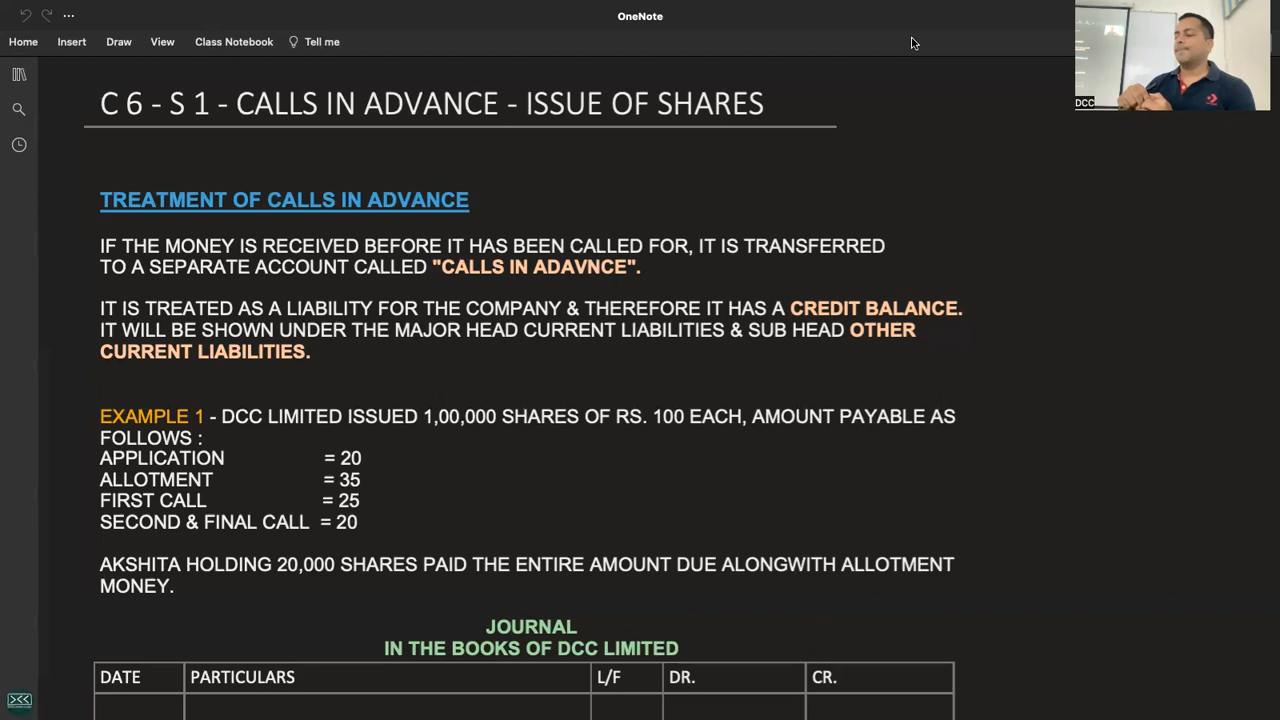 OneNote
Home Insert Draw View Class Notebook Tell me
DCC
C 6 - S 1 - CALLS IN ADVANCE - ISSUE OF SHARES
TREATMENT OF CALLS IN ADVANCE
IF THE MONEY IS RECEIVED BEFORE IT HAS BEEN CALLED FOR, IT IS TRANSFERRED
TO A SEPARATE ACCOUNT CALLED "CALLS IN ADAVNCE".
IT IS TREATED AS A LIABILITY FOR THE COMPANY & THEREFORE IT HAS A CREDIT BALANCE.
IT WILL BE SHOWN UNDER THE MAJOR HEAD CURRENT LIABILITIES & SUB HEAD OTHER
CURRENT LIABILITIES.
EXAMPLE 1 - DCC LIMITED ISSUED 1,00,000 SHARES OF RS. 100 EACH, AMOUNT PAYABLE AS
FOLLOWS :
APPLICATION = 20
ALLOTMENT = 35
FIRST CALL = 25
SECOND & FINAL CALL = 20
AKSHITA HOLDING 20,000 SHARES PAID THE ENTIRE AMOUNT DUE ALONGWITH ALLOTMENT
MONEY.
JOURNAL
IN THE BOOKS OF DCC LIMITED
DATE PARTICULARS L/F DR. CR.